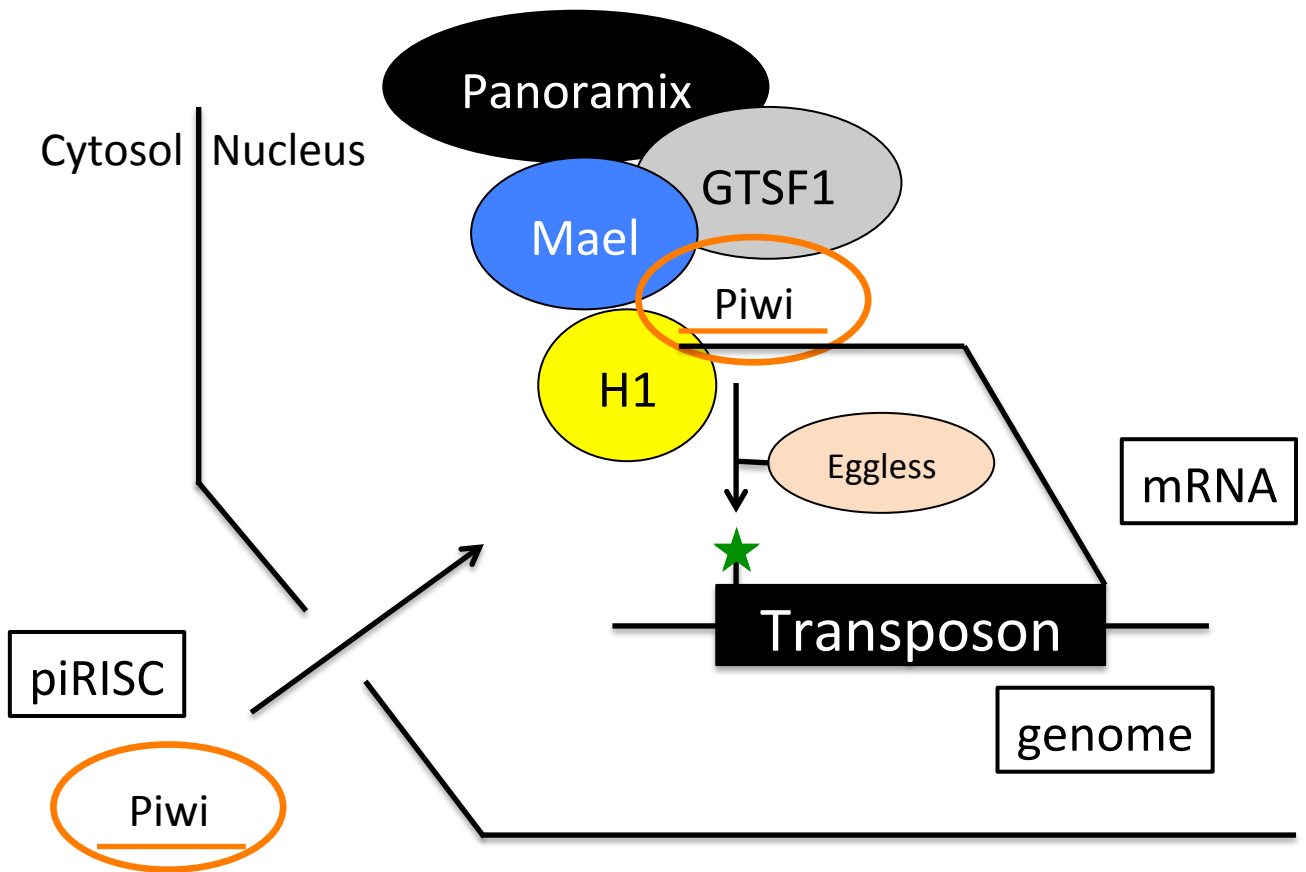 Panoramix
Cytosol
Nucleus
GTSF1
Mael
Piwi
H1
Eggless
mRNA
Transposon
piRISC
genome
Piwi